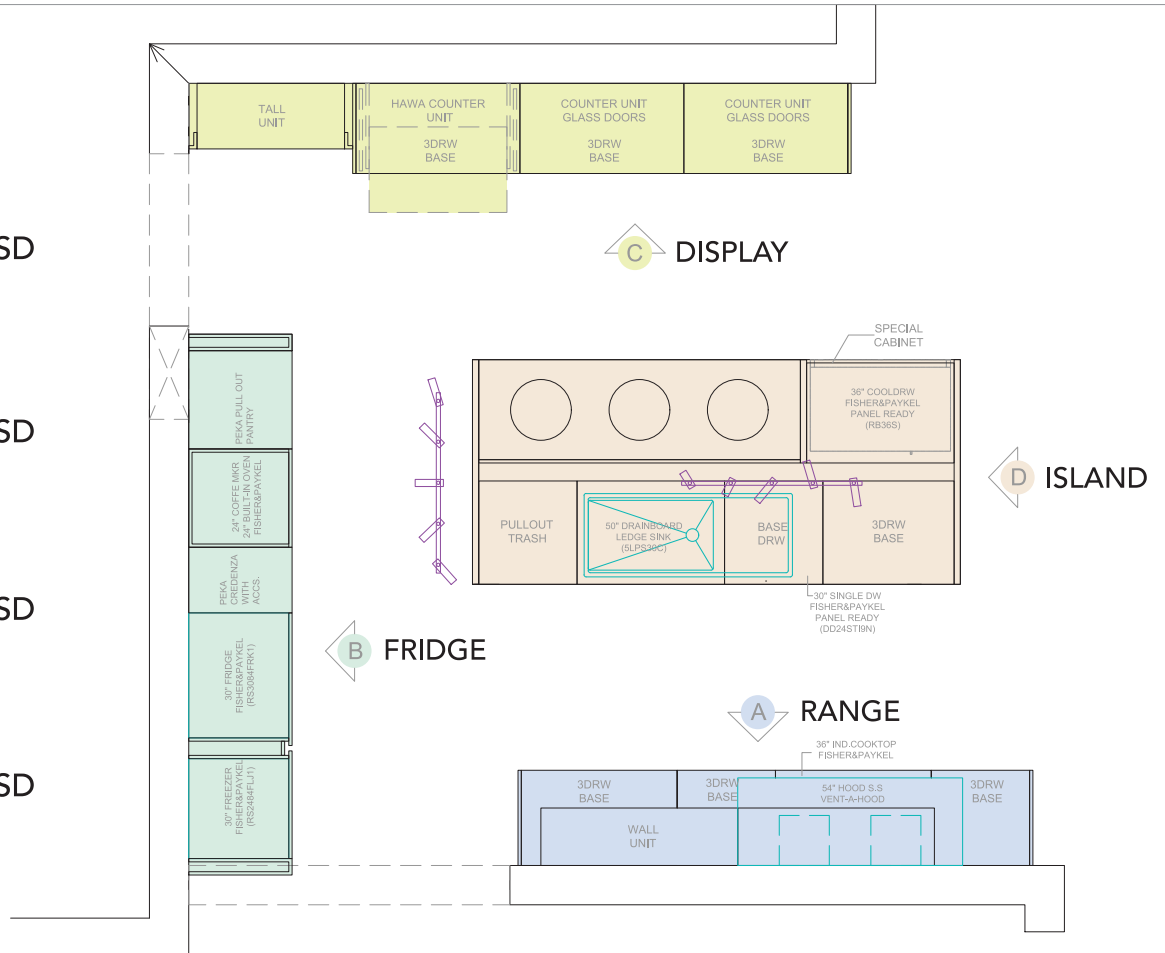 TALL
UNIT
HAWA COUNTER
UNIT
3DRW
BASE
COUNTER UNIT
GLASS DOORS
3DRW
BASE
COUNTER UNIT
GLASS DOORS
3DRW
BASE
SD
C
DISPLAY
SPECIAL
CABINET
PEKA PULL OUT
PANTRY
36" COOLDRW
FISHER&PAYKEL
PANEL READY
(RB36S)
SD
24" COFFE MKR
24" BUILT-IN OVEN
FISHER&PAYKEL
D
ISLAND
PULLOUT
TRASH
50" DRAINBOARD
LEDGE SINK
(5LPS30C)
BASE
DRW
3DRW
BASE
PEKA
CREDENZA
WITH
ACCS.
30" SINGLE DW
FISHER&PAYKEL
PANEL READY
(DD24STI9N)
SD
B
FRIDGE
30" FRIDGE
FISHER&PAYKEL
(RS3084FRK1)
A
RANGE
36" IND.COOKTOP
FISHER&PAYKEL
SD
30" FREEZER
FISHER&PAYKEL
(RS2484FLJ1)
3DRW
BASE
3DRW
BASE
54" HOOD S.S
VENT-A-HOOD
3DRW
BASE
WALL
UNIT